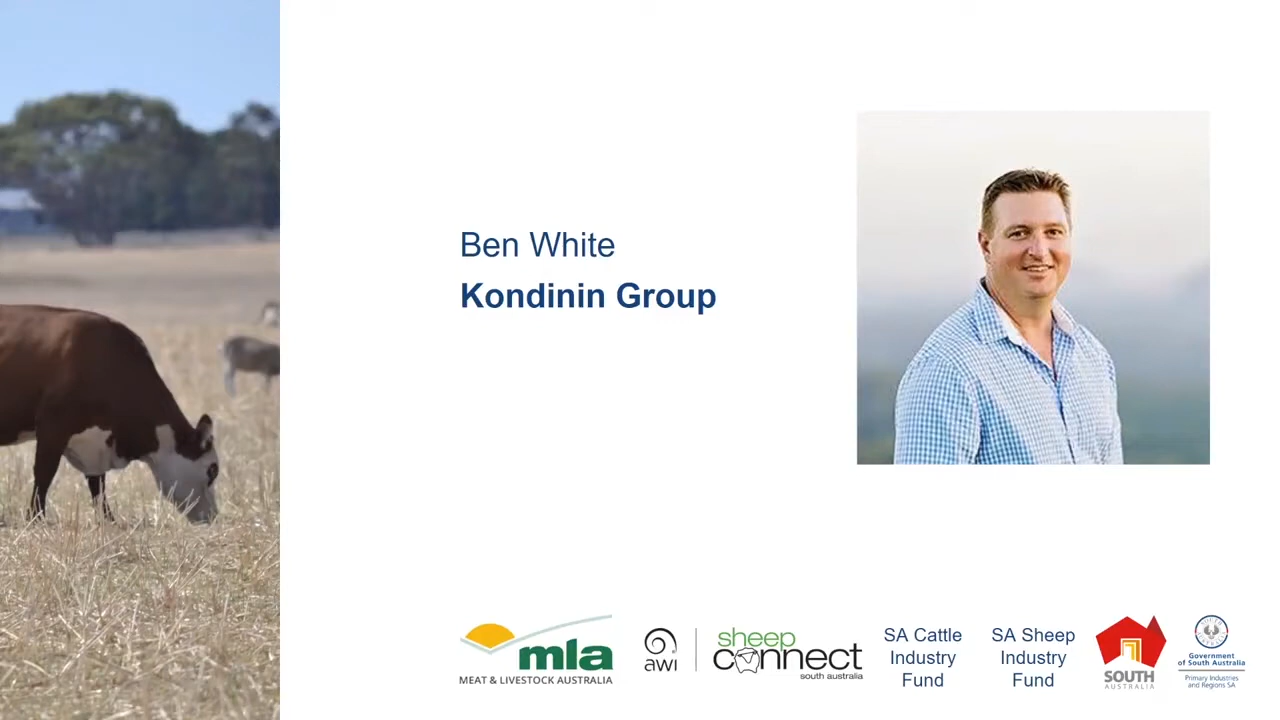 Ben White
Kondinin Group
mla
MEAT & LIVESTOCK AUSTRALIA
AWI
sheep
connect
south australia
SA Cattle
Industry
Fund
SA Sheep
Industry
Fund
SOUTH
AUSTRALIA
Government
of South Australia
Primary Industries
and Regions SA